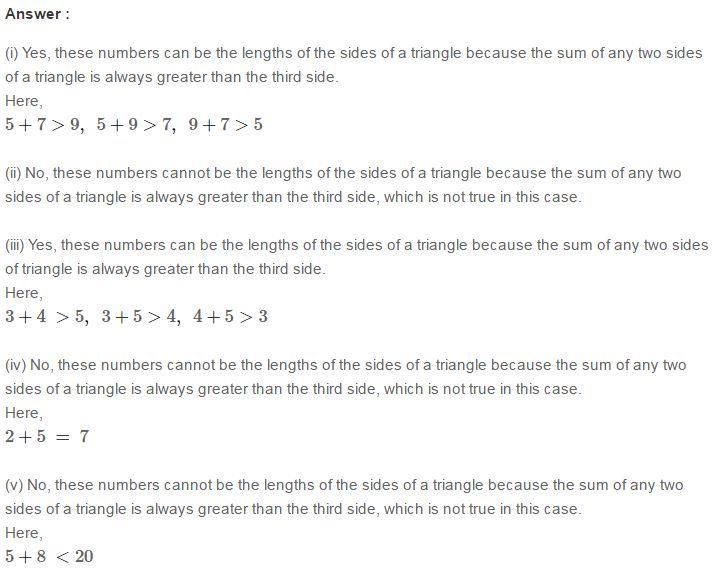 Answer :
(i) Yes, these numbers can be the lengths of the sides of a triangle because the sum of any two sides
of a triangle is always greater than the third side.
Here,
5 + 7 > 9, 5 + 9 > 7, 9 + 7 > 5
(ii) No, these numbers cannot be the lengths of the sides of a triangle because the sum of any two
sides of a triangle is always greater than the third side, which is not true in this case.
(iii) Yes, these numbers can be the lengths of the sides of a triangle because the sum of any two sides
of triangle is always greater than the third side.
Here,
3 + 4 > 5, 3 + 5 > 4, 4 + 5 > 3
(iv) No, these numbers cannot be the lengths of the sides of a triangle because the sum of any two
sides of a triangle is always greater than the third side, which is not true in this case.
Here,
2 + 5 = 7
(v) No, these numbers cannot be the lengths of the sides of a triangle because the sum of any two
sides of a triangle is always greater than the third side, which is not true in this case.
Here,
5 + 8 < 20